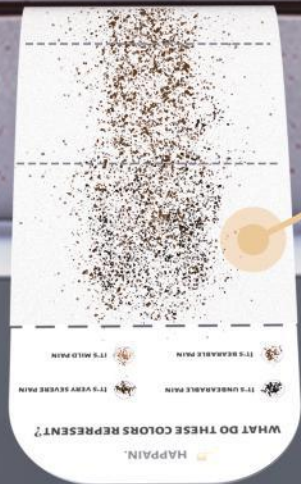 HAPPAIN.
WHAT DO THESE COLORS REPRESENT?
IT'S UNBEARABLE PAIN
IT'S VERY SEVERE PAIN
IT'S BEARABLE PAIN
IT'S MILD PAIN